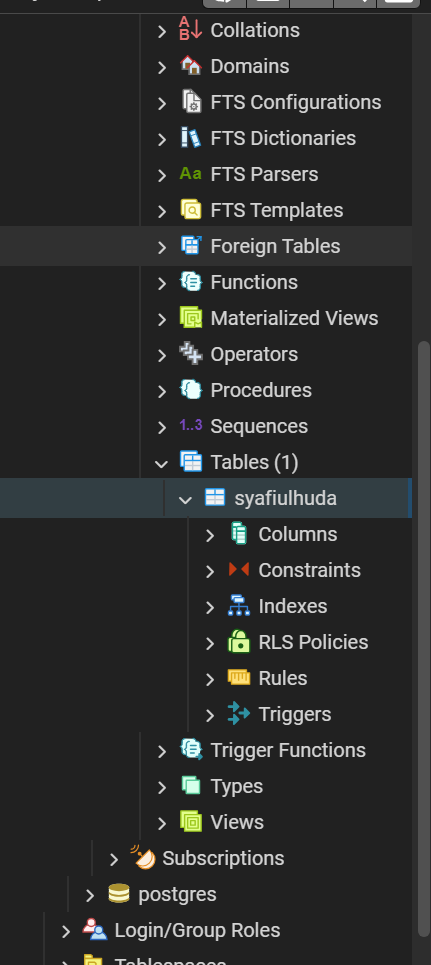 Collations
Domains
FTS Configurations
FTS Dictionaries
Aa FTS Parsers
FTS Templates
Foreign Tables
Functions
Materialized Views
Operators
Procedures
1..3 Sequences
Tables (1)
syafiulhuda
Columns
Constraints
Indexes
RLS Policies
Rules
Triggers
Trigger Functions
Types
Views
Subscriptions
postgres
Login/Group Roles
Tablespaces